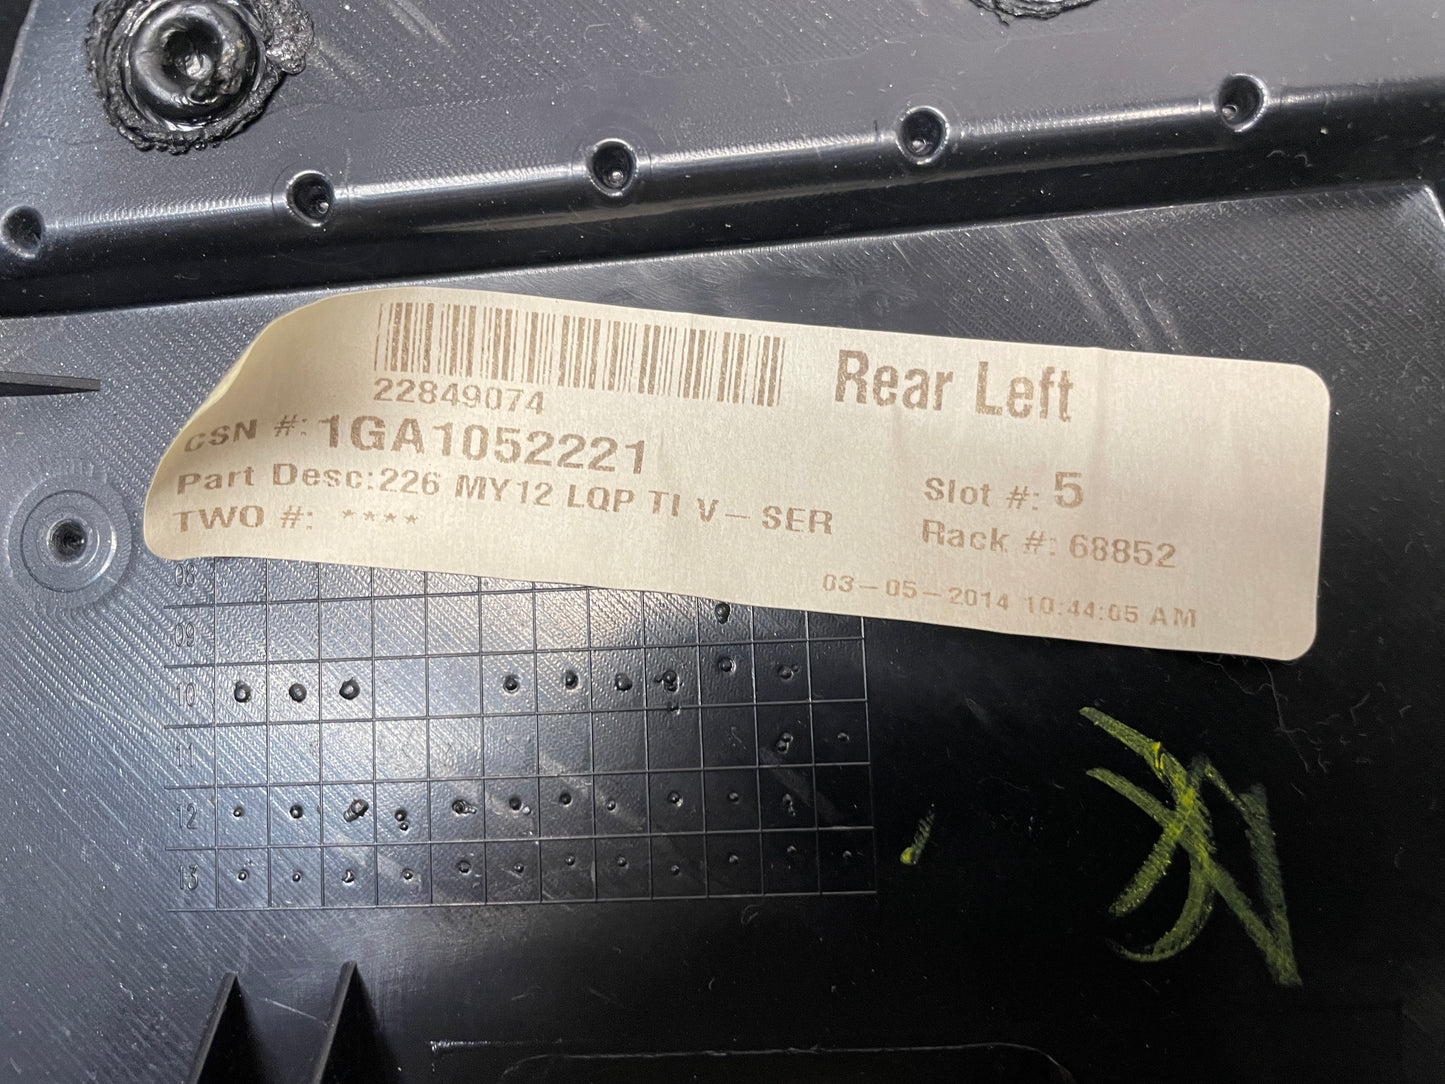 22849074
Rear Left
CSN #: 1GA1052221
Part Desc:226 MY12 LQP TI V-SER
Slot #: 5
TWO #: ****
Rack #: 68852
03-05-2014 10:44:05 AM
08
09
10
11
12
13